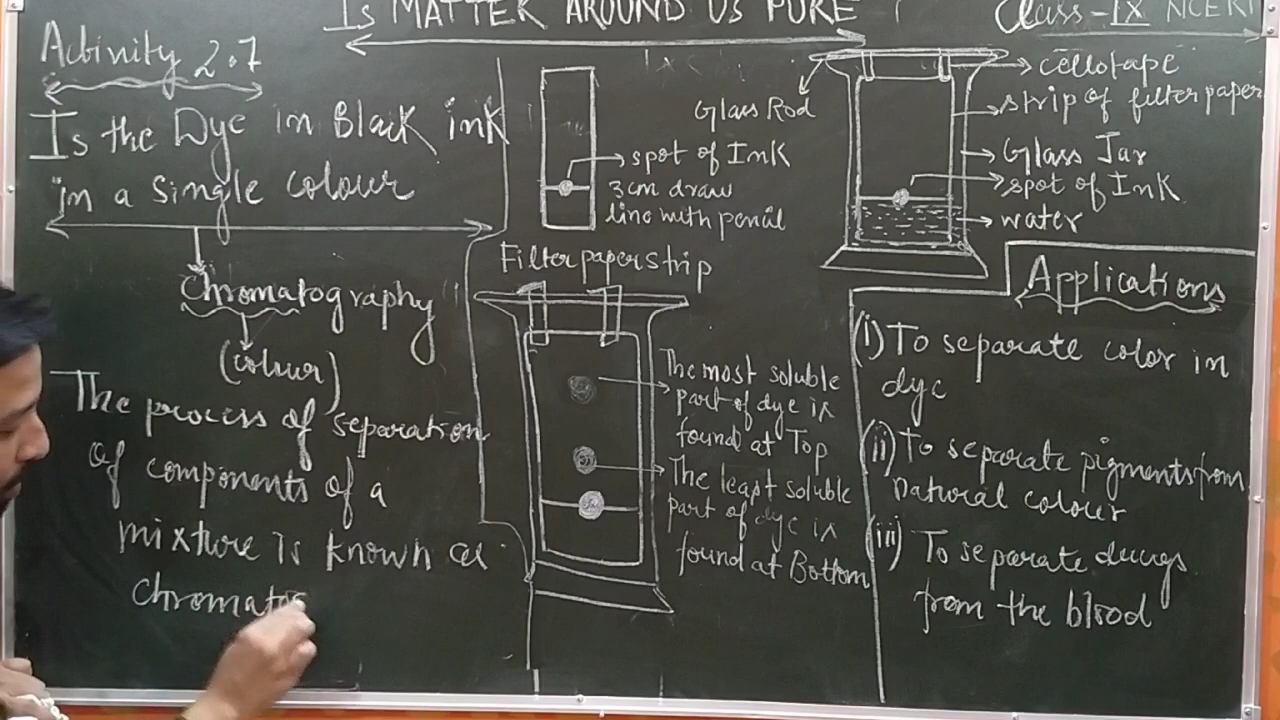 Is MATTER AROUND US PURE
Class-IX NCERT
Activity 2.7
Is the Dye in Black ink
in a single colour
Chromatography
(colour)
The process of separation
of components of a
mixture is known as
chromato
spot of Ink
3cm draw
line with pencil
Filter paper strip
Glass Rod
cellotape
strip of filter paper
Glass Jar
spot of Ink
water
The most soluble
part of dye is
found at Top
The least soluble
part of dye is
found at Bottom
Applications
(i) To separate color in
dye
(ii) To separate pigments from
natural colour
(iii) To separate drugs
from the blood